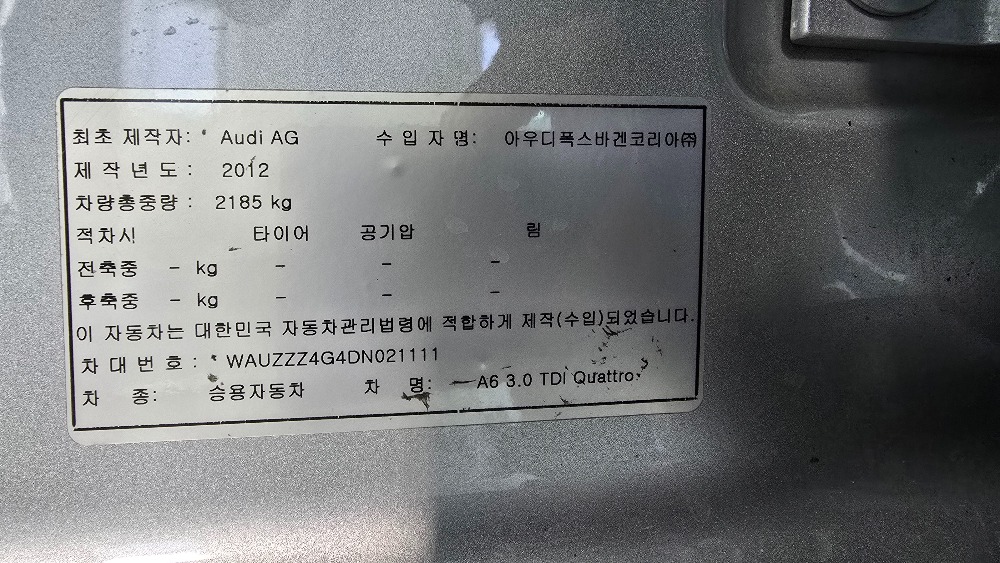 최초 제작자: Audi AG 수 입 자 명: 아우디폭스바겐코리아㈜
제 작 년 도 : 2012
차량총중량 : 2185 kg
적차시 타이어 공기압 림
전축중 - kg - - -
후축중 - kg - - -
이 자동차는 대한민국 자동차관리법령에 적합하게 제작(수입)되었습니다.
차 대 번 호 : * WAUZZZ4G4DN021111
차 종: 승용자동차 차 명: A6 3.0 TDI Quattro